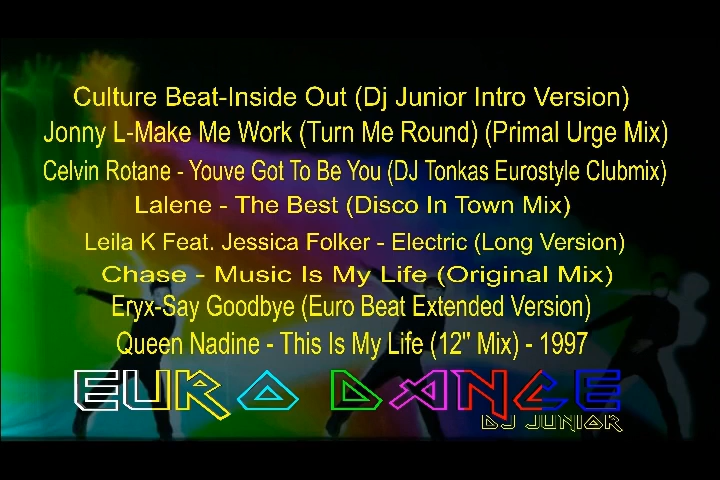 Culture Beat-Inside Out (Dj Junior Intro Version)
Jonny L-Make Me Work (Turn Me Round) (Primal Urge Mix)
Celvin Rotane - Youve Got To Be You (DJ Tonkas Eurostyle Clubmix)
Lalene - The Best (Disco In Town Mix)
Leila K Feat. Jessica Folker - Electric (Long Version)
Chase - Music Is My Life (Original Mix)
Eryx-Say Goodbye (Euro Beat Extended Version)
Queen Nadine - This Is My Life (12" Mix) - 1997
EURO DANCE
DJ JUNIOR